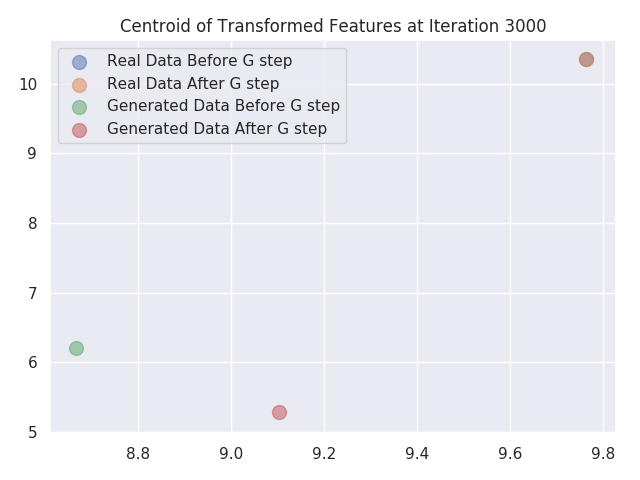 Centroid of Transformed Features at Iteration 3000
Real Data Before G step
Real Data After G step
Generated Data Before G step
Generated Data After G step
10
9
8
7
6
5
8.8 9.0 9.2 9.4 9.6 9.8